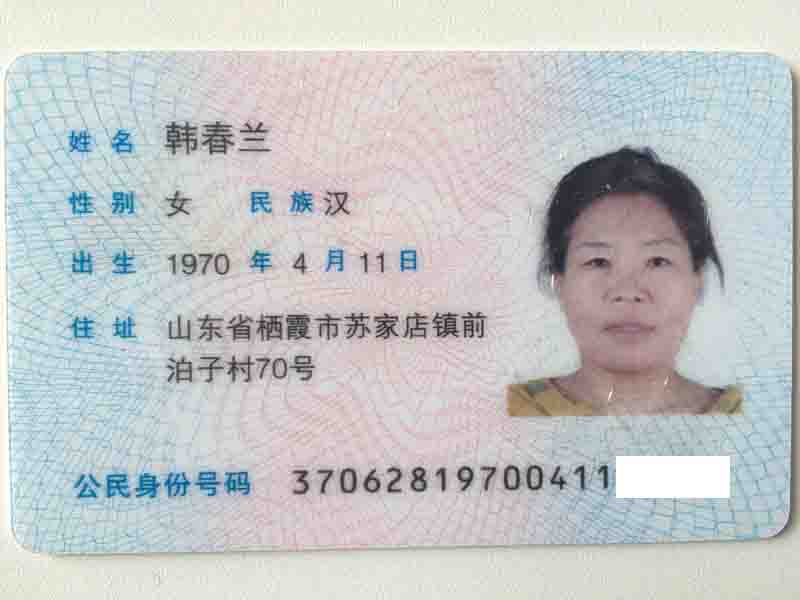 姓名 韩春兰
性别 女 民族 汉
出生 1970 年 4 月 11 日
住址 山东省栖霞市苏家店镇前
泊子村70号
公民身份号码 37062819700411